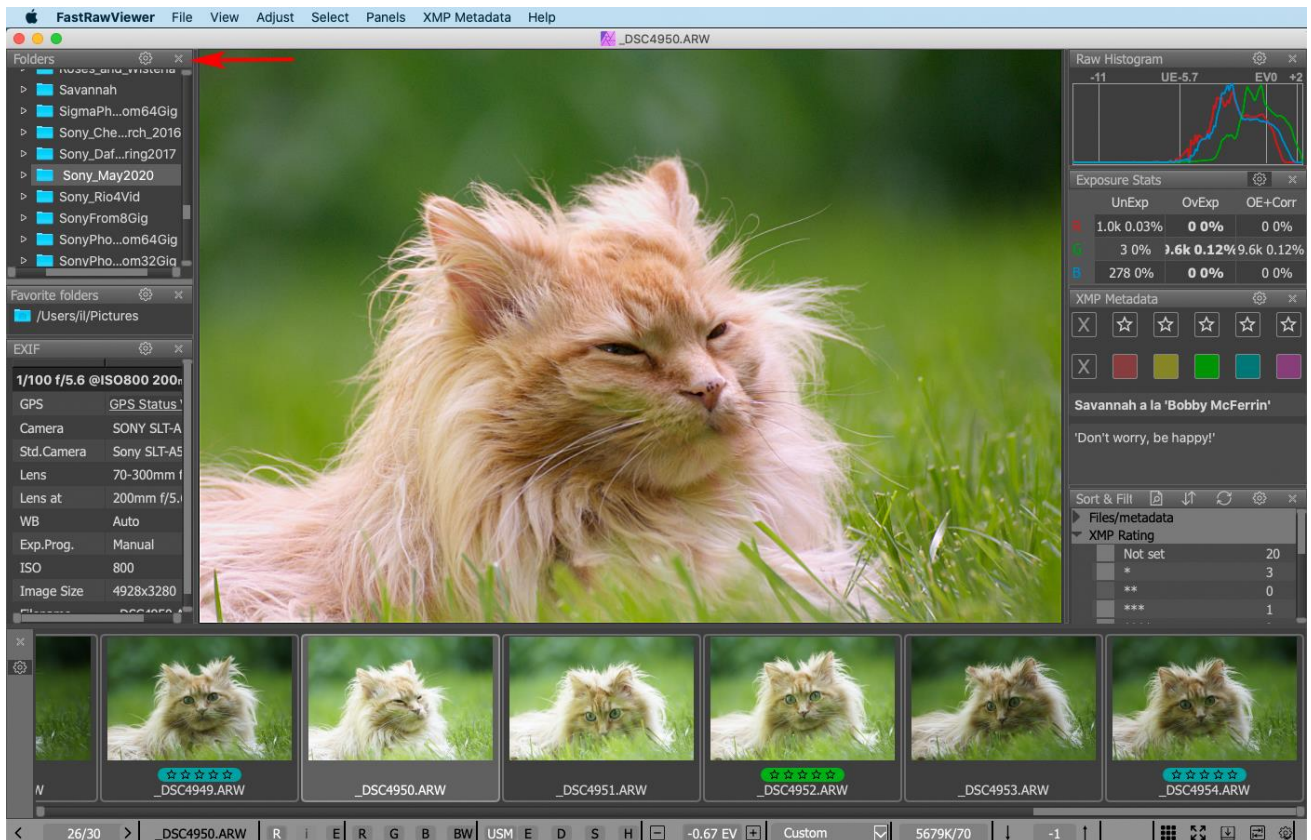 FastRawViewer File View Adjust Select Panels XMP Metadata Help
_DSC4950.ARW
Folders
Roses_and_Wisteria
Savannah
SigmaPh...om64Gig
Sony_Che...rch_2016
Sony_Daf...ring2017
Sony_May2020
Sony_Rio4Vid
SonyFrom8Gig
SonyPho...om64Gig
SonyPho...om32Gig
Favorite folders
/Users/il/Pictures
EXIF
1/100 f/5.6 @ISO800 200
GPS GPS Status
Camera SONY SLT-A
Std.Camera Sony SLT-A5
Lens 70-300mm f
Lens at 200mm f/5.
WB Auto
Exp.Prog. Manual
ISO 800
Image Size 4928x3280
Filename _DSC4950.A
Raw Histogram
-11 UE-5.7 EV0 +2
Exposure Stats
UnExp OvExp OE+Corr
R 1.0k 0.03% 0 0% 0 0%
G 3 0% 9.6k 0.12% 9.6k 0.12%
B 278 0% 0 0% 0 0%
XMP Metadata
X
X
Savannah a la 'Bobby McFerrin'
'Don't worry, be happy!'
Sort & Filt
Files/metadata
XMP Rating
Not set 20
* 3
** 0
*** 1
W
_DSC4949.ARW
_DSC4950.ARW
_DSC4951.ARW
_DSC4952.ARW
_DSC4953.ARW
_DSC4954.ARW
26/30 _DSC4950.ARW R i E R G B BW USM E D S H -0.67 EV Custom 5679K/70 -1